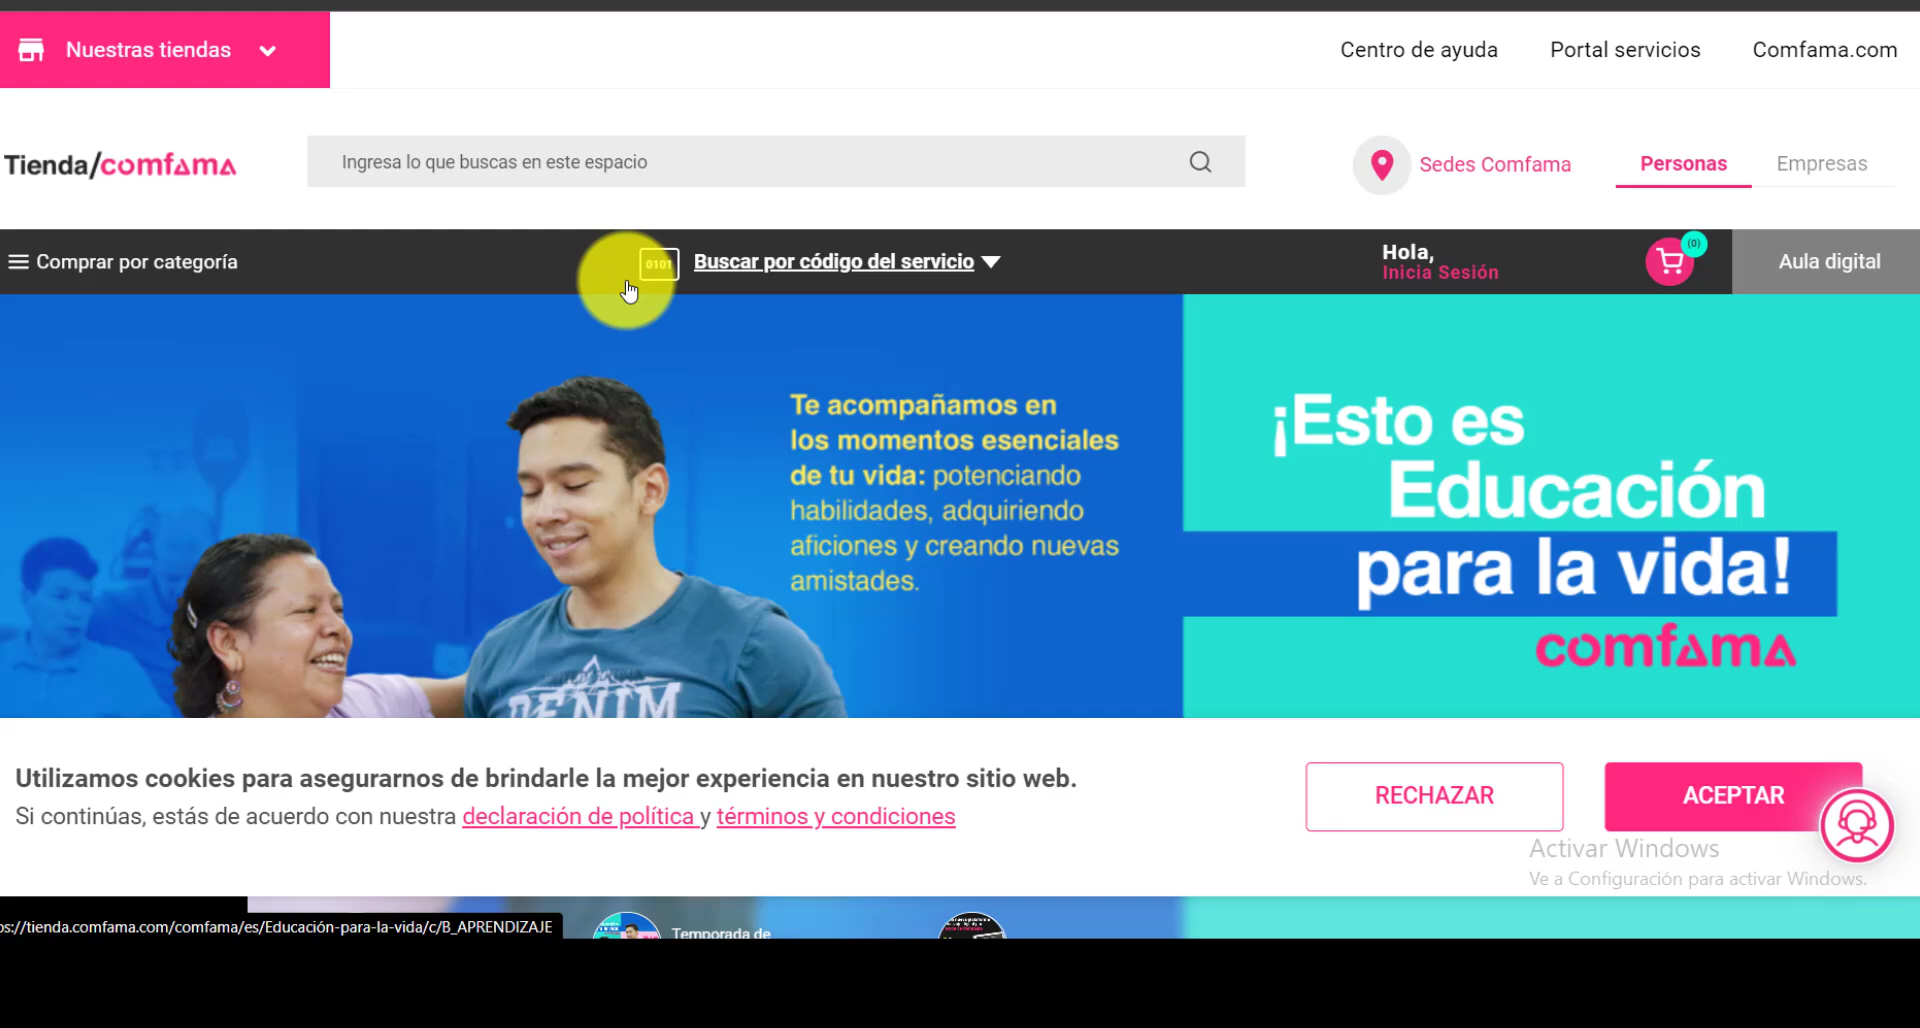 Nuestras tiendas
Centro de ayuda
Portal servicios
Comfama.com
Tienda/comfama
Ingresa lo que buscas en este espacio
Sedes Comfama
Personas
Empresas
Comprar por categoría
0101
Buscar por código del servicio
Hola,
Inicia Sesión
(0)
Aula digital
Te acompañamos en
los momentos esenciales
de tu vida: potenciando
habilidades, adquiriendo
aficiones y creando nuevas
amistades.
¡Esto es
Educación
para la vida!
comfama
DENIM
Utilizamos cookies para asegurarnos de brindarle la mejor experiencia en nuestro sitio web.
Si continúas, estás de acuerdo con nuestra declaración de política y términos y condiciones
RECHAZAR
ACEPTAR
Activar Windows
Ve a Configuración para activar Windows.
ps://tienda.comfama.com/comfama/es/Educación-para-la-vida/c/B_APRENDIZAJE
Temporada de